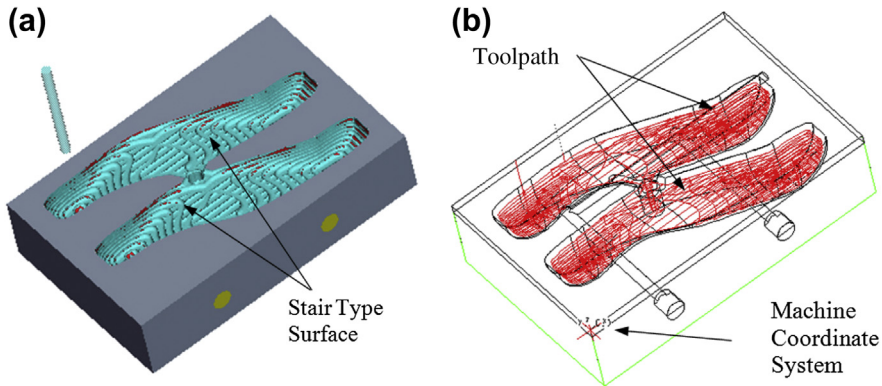 (a)
Stair Type
Surface
(b)
Toolpath
Machine
Coordinate
System